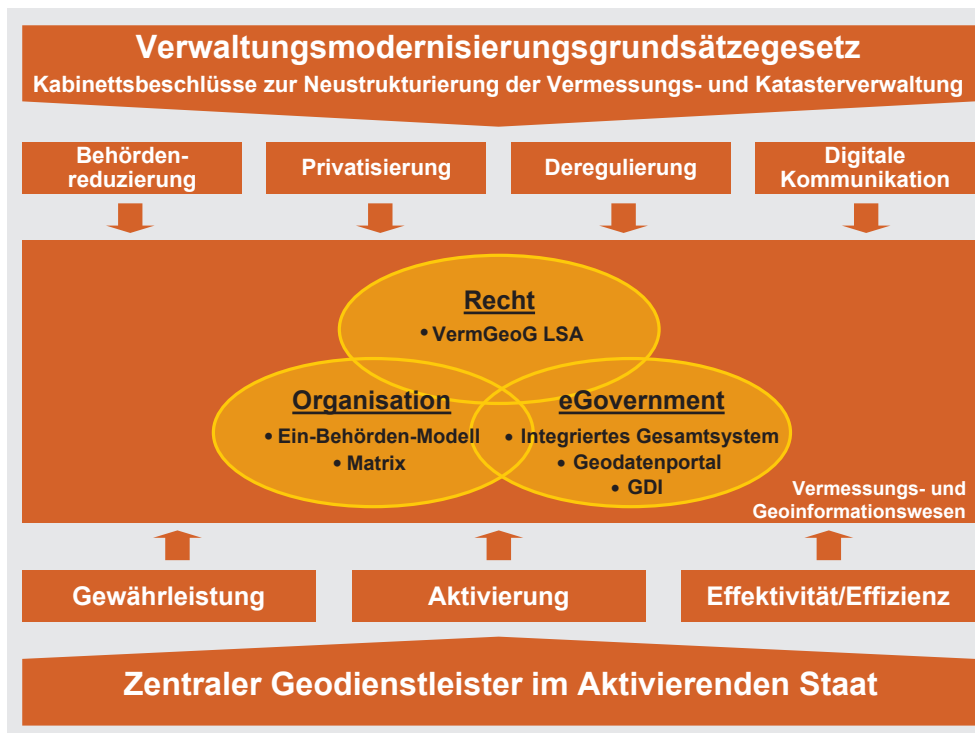 Verwaltungsmodernisierungsgrundsätzegesetz
Kabinettsbeschlüsse zur Neustrukturierung der Vermessungs- und Katasterverwaltung
Behörden-
reduzierung
Privatisierung
Deregulierung
Digitale
Kommunikation
Recht
• VermGeoG LSA
Organisation
• Ein-Behörden-Modell
• Matrix
eGovernment
• Integriertes Gesamtsystem
• Geodatenportal
• GDI
Vermessungs- und
Geoinformationswesen
Gewährleistung
Aktivierung
Effektivität/Effizienz
Zentraler Geodienstleister im Aktivierenden Staat